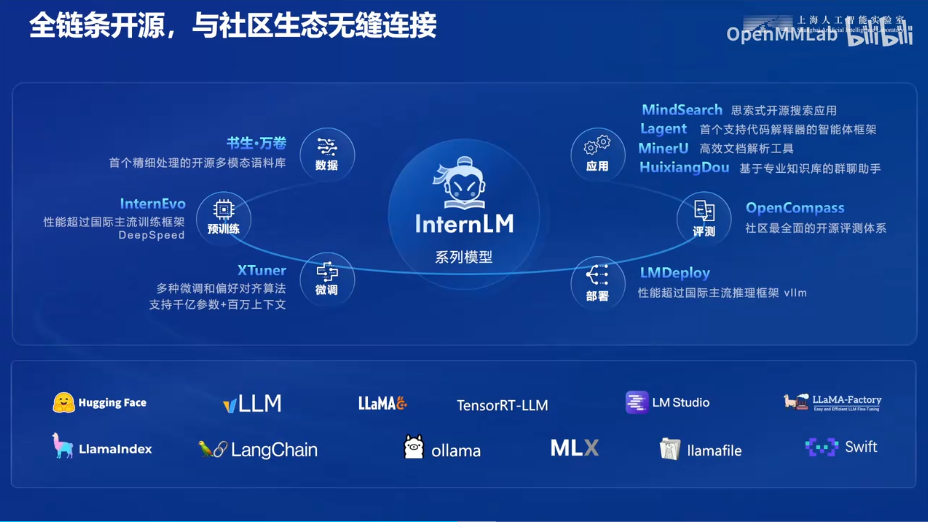 全链条开源，与社区生态无缝连接
上海人工智能实验室
OpenMMLab bilibili
书生·万卷
首个精细处理的开源多模态语料库
数据
InternEvo
性能超过国际主流训练框架
DeepSpeed
预训练
XTuner
多种微调和偏好对齐算法
支持千亿参数+百万上下文
微调
InternLM
系列模型
应用
MindSearch 思索式开源搜索应用
Lagent 首个支持代码解释器的智能体框架
MinerU 高效文档解析工具
HuixiangDou 基于专业知识库的群聊助手
评测
OpenCompass
社区最全面的开源评测体系
部署
LMDeploy
性能超过国际主流推理框架 vllm
Hugging Face vLLM LLaMA TensorRT-LLM LM Studio LLaMA-Factory
Easy and Efficient LLM Fine-Tuning
LlamaIndex LangChain ollama MLX llamafile Swift